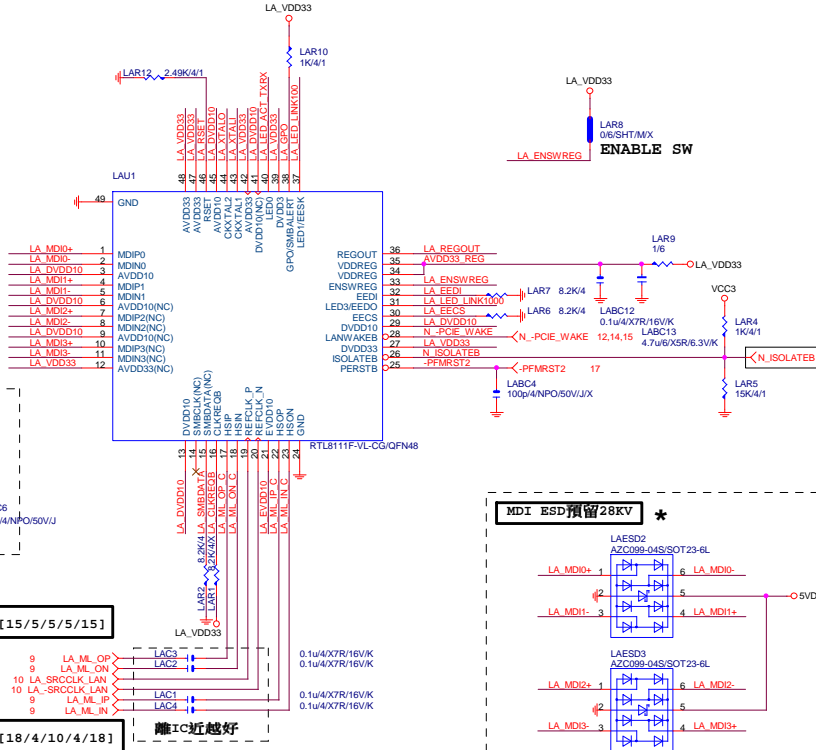 LA_VDD33
LAR10
1K/4/1
LAR12
2.49K/4/1
LA_VDD33
LA_VDD33
LA_RSET
LA_DVDD10
LA_XTALO
LA_XTALI
LA_VDD33
LA_DVDD10
LA_LED_ACT_TXRX
LA_VDD33
LA_GPO
LA_LED_LINK100
48
47
46
45
44
43
42
41
40
39
38
37
AVDD33
AVDD33
RSET
AVDD10
CKXTAL2
CKXTAL1
AVDD33
DVDD10(NC)
LED0
DVDD3
GPO/SMBALERT
LED1/EESK
LA_VDD33
LAR8
0/6/SHT/M/X
ENABLE SW
LA_ENSWREG
LAU1
49 GND
LA_MDI0+ 1 MDIP0
LA_MDI0- 2 MDIN0
LA_DVDD10 3 AVDD10
LA_MDI1+ 4 MDIP1
LA_MDI1- 5 MDIN1
LA_DVDD10 6 AVDD10(NC)
LA_MDI2+ 7 MDIP2(NC)
LA_MDI2- 8 MDIN2(NC)
LA_DVDD10 9 AVDD10(NC)
LA_MDI3+ 10 MDIP3(NC)
LA_MDI3- 11 MDIN3(NC)
LA_VDD33 12 AVDD33(NC)
REGOUT 36 LA_REGOUT
VDDREG 35 AVDD33_REG
VDDREG 34
ENSWREG 33 LA_ENSWREG
EEDI 32 LA_EEDI
LED3/EEDO 31 LA_LED_LINK1000
EECS 30 LA_EECS
DVDD10 29 LA_DVDD10
LANWAKEB 28 N_-PCIE_WAKE
DVDD33 27 LA_VDD33
ISOLATEB 26 N_ISOLATEB
PERSTB 25 -PFMRST2
LAR7 8.2K/4
LAR6 8.2K/4
N_-PCIE_WAKE 12,14,15
-PFMRST2 17
LABC4
100p/4/NPO/50V/J/X
LAR9
1/6
LA_VDD33
LABC12
0.1u/4/X7R/16V/K
LABC13
4.7u/6/X5R/6.3V/K
VCC3
LAR4
1K/4/1
N_ISOLATEB
LAR5
15K/4/1
RTL8111F-VL-CG/QFN48
DVDD10
SMBCLK(NC)
SMBDATA(NC)
CLKREQB
HSIP
HSIN
REFCLK_P
REFCLK_N
EVDD10
HSOP
HSON
GND
13
14
15
16
17
18
19
20
21
22
23
24
LA_DVDD10
LA_SMBDATA
LA_CLKREQB
LA_ML_OP_C
LA_ML_ON_C
LA_EVDD10
LA_ML_IP_C
LA_ML_IN_C
8.2K/4
8.2K/4/X
LAR2
LAR1
LA_VDD33
C6
/4/NPO/50V/J
[15/5/5/5/15]
9 LA_ML_OP LAC3 0.1u/4/X7R/16V/K
9 LA_ML_ON LAC2 0.1u/4/X7R/16V/K
10 LA_SRCCLK_LAN
10 LA_-SRCCLK_LAN
9 LA_ML_IP LAC1 0.1u/4/X7R/16V/K
9 LA_ML_IN LAC4 0.1u/4/X7R/16V/K
離IC近越好
[18/4/10/4/18]
MDI ESD預留28KV *
LAESD2
AZC099-04S/SOT23-6L
LA_MDI0+ 1 6 LA_MDI0-
2 5 5VD
LA_MDI1- 3 4 LA_MDI1+
LAESD3
AZC099-04S/SOT23-6L
LA_MDI2+ 1 6 LA_MDI2-
2 5
LA_MDI3- 3 4 LA_MDI3+